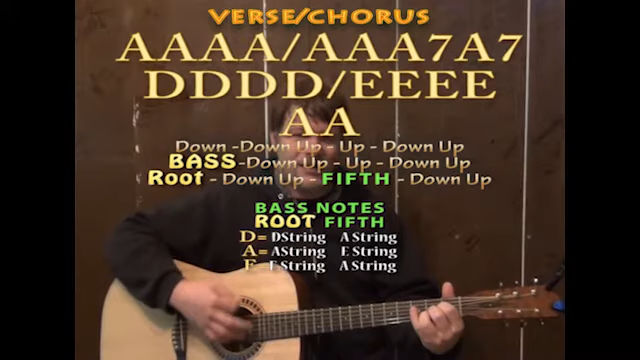 VERSE/CHORUS
AAAA/AAA7A7
DDDD/EEEE
AA
Down -Down Up - Up - Down Up
BASS-Down Up - Up - Down Up
Root - Down Up - FIFTH - Down Up
BASS NOTES
ROOT FIFTH
D= DString A String
A= AString E String
E= E String A String